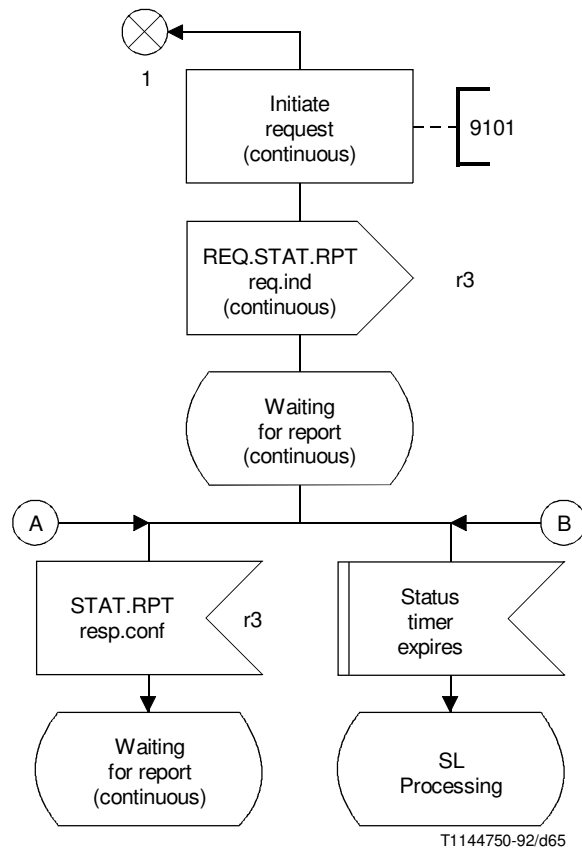 1
Initiate
request
(continuous)
9101
REQ.STAT.RPT
req.ind
(continuous)
r3
Waiting
for report
(continuous)
A
B
STAT.RPT
resp.conf
r3
Status
timer
expires
Waiting
for report
(continuous)
SL
Processing
T1144750-92/d65